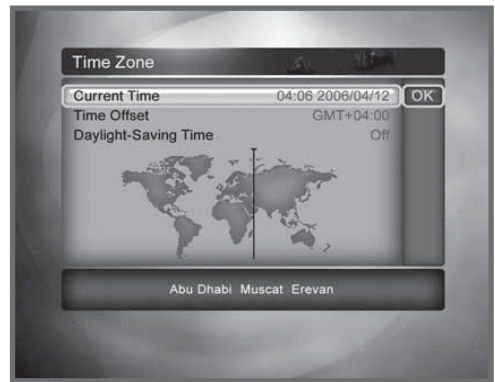 Time Zone
Current Time 04:06 2006/04/12 OK
Time Offset GMT+04:00
Daylight-Saving Time Off
Abu Dhabi Muscat Erevan